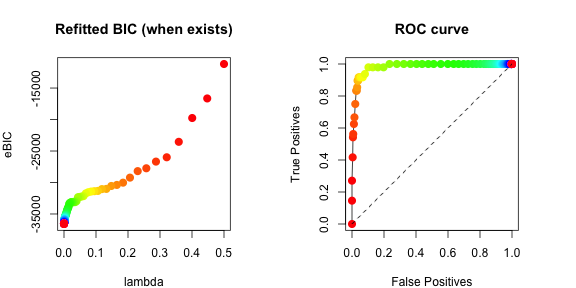 Refitted BIC (when exists)
eBIC
-15000
-25000
-35000
0.0 0.1 0.2 0.3 0.4 0.5
lambda
ROC curve
True Positives
1.0
0.8
0.6
0.4
0.2
0.0
0.0 0.2 0.4 0.6 0.8 1.0
False Positives